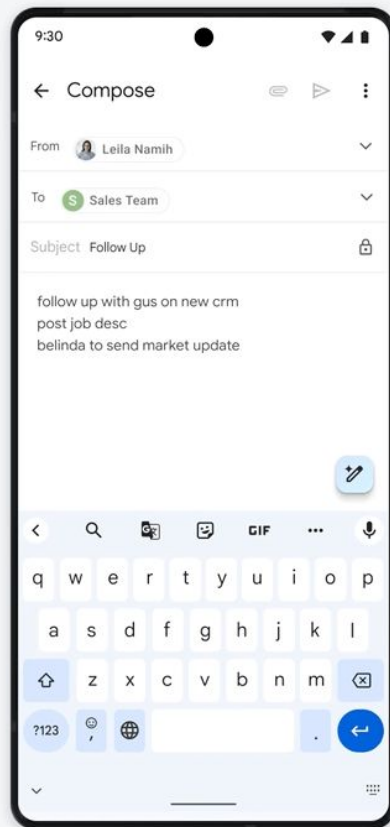 9:30
Compose
From Leila Namih
To S Sales Team
Subject Follow Up
follow up with gus on new crm
post job desc
belinda to send market update
GIF
q w e r t y u i o p
a s d f g h j k l
z x c v b n m
?123 , .